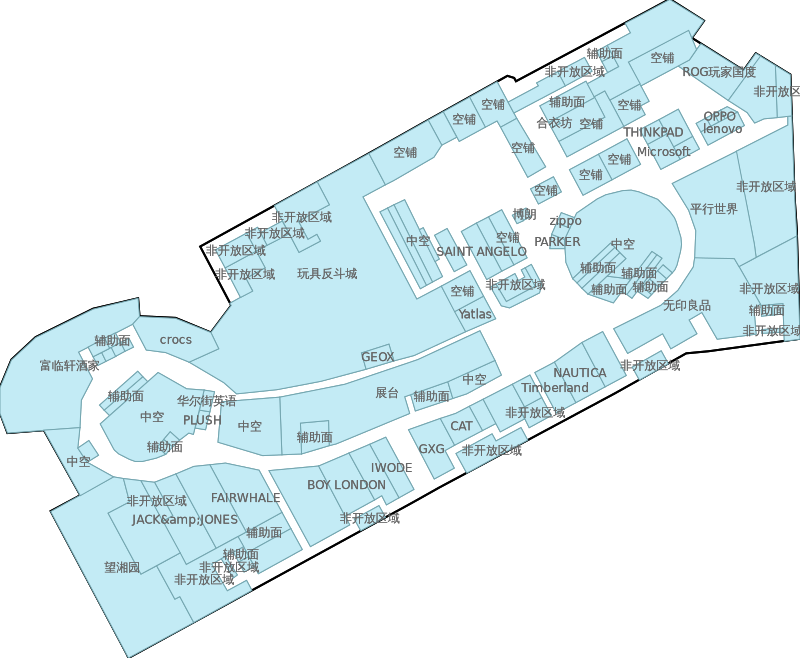 辅助面
空铺
非开放区域
ROG玩家国度
非开放区
空铺
辅助面
空铺
空铺
OPPO
lenovo
合衣坊
空铺
THINKPAD
空铺
空铺
Microsoft
空铺
空铺
非开放区域
空铺
博朗
平行世界
非开放区域
zippo
非开放区域
中空
空铺
PARKER
中空
非开放区域
SAINT ANGELO
非开放区域
玩具反斗城
辅助面
辅助面
非开放区域
空铺
辅助面
辅助面
非开放区域
无印良品
辅助面
Yatlas
非开放区域
辅助面
crocs
GEOX
富临轩酒家
非开放区域
NAUTICA
中空
Timberland
展台
辅助面
辅助面
华尔街英语
非开放区域
中空
PLUSH
中空
CAT
辅助面
辅助面
GXG
非开放区域
中空
IWODE
BOY LONDON
FAIRWHALE
非开放区域
JACK&amp;JONES
非开放区域
辅助面
辅助面
望湘园
非开放区域
非开放区域